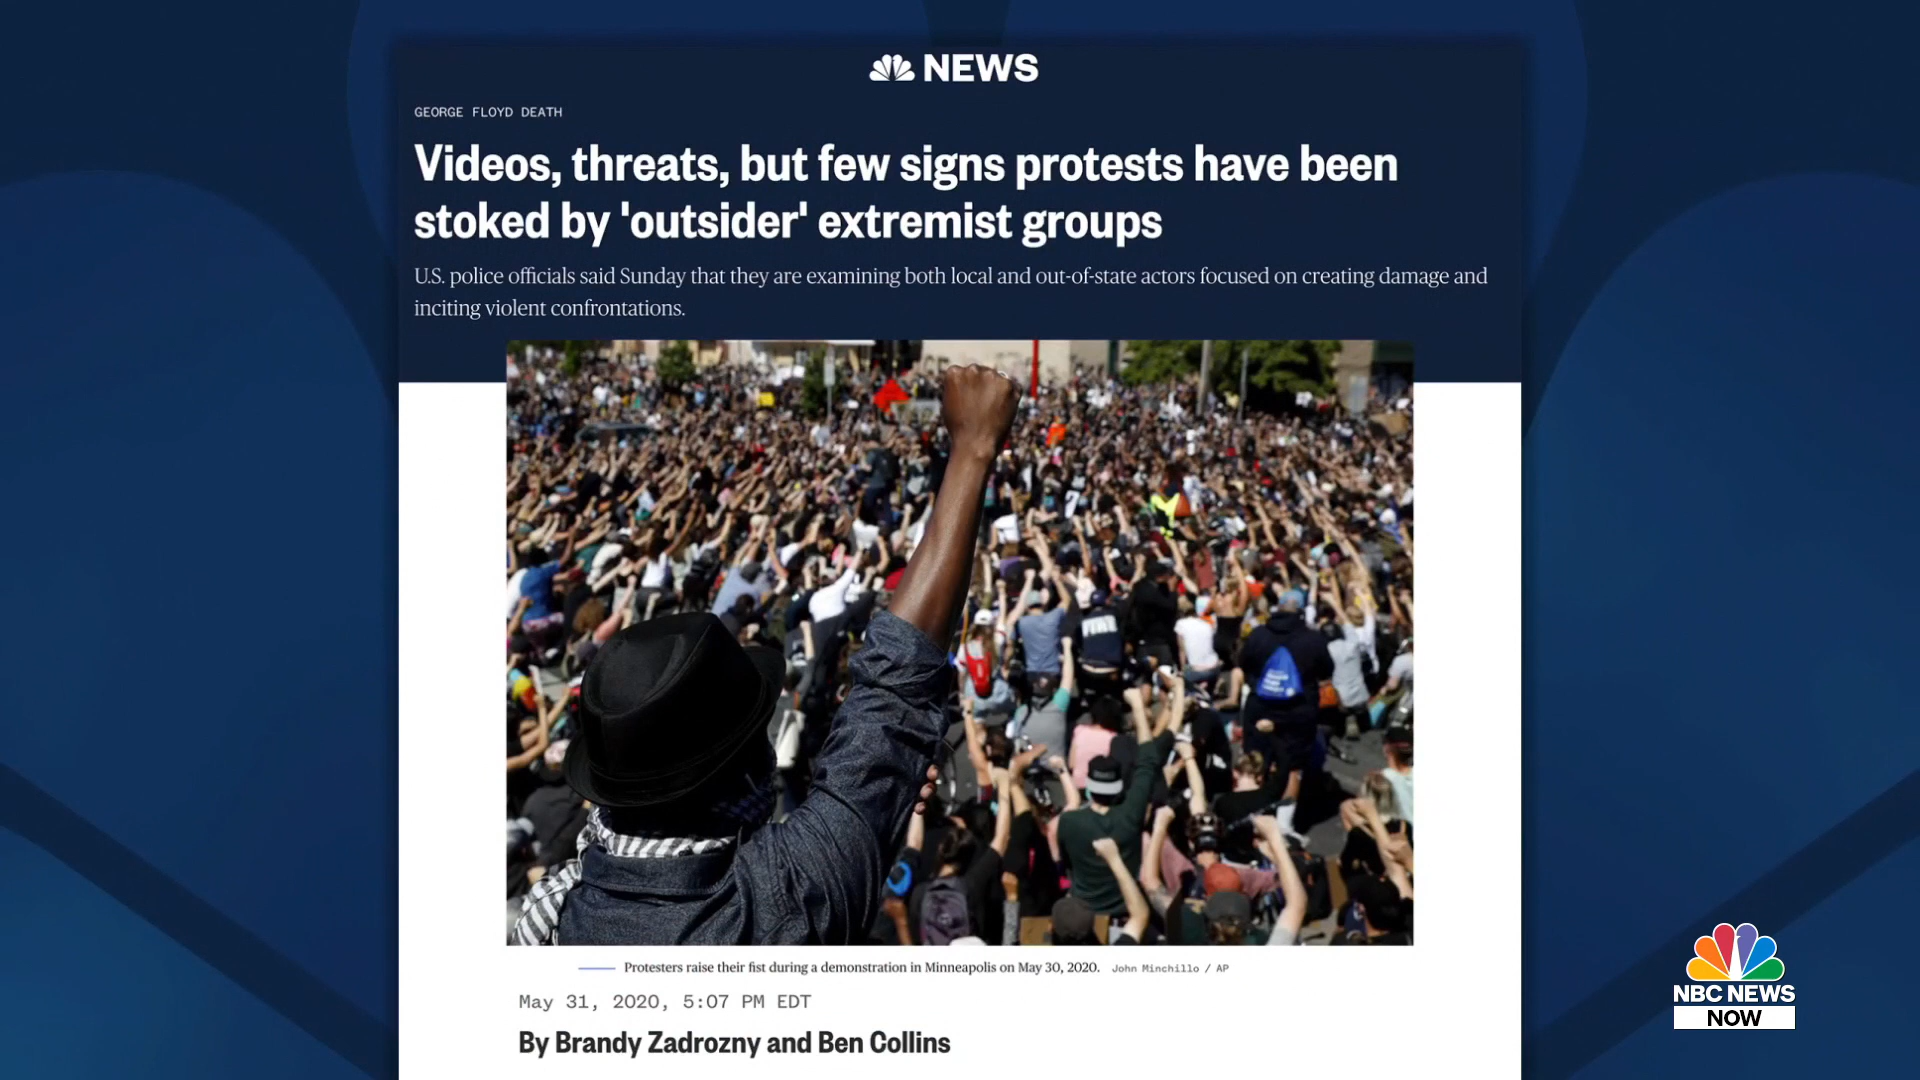 NEWS
GEORGE FLOYD DEATH
Videos, threats, but few signs protests have been
stoked by 'outsider' extremist groups
U.S. police officials said Sunday that they are examining both local and out-of-state actors focused on creating damage and
inciting violent confrontations.
7
FIRE
Protesters raise their fist during a demonstration in Minneapolis on May 30, 2020. John Minchillo / AP
May 31, 2020, 5:07 PM EDT
By Brandy Zadrozny and Ben Collins
NBC NEWS
NOW